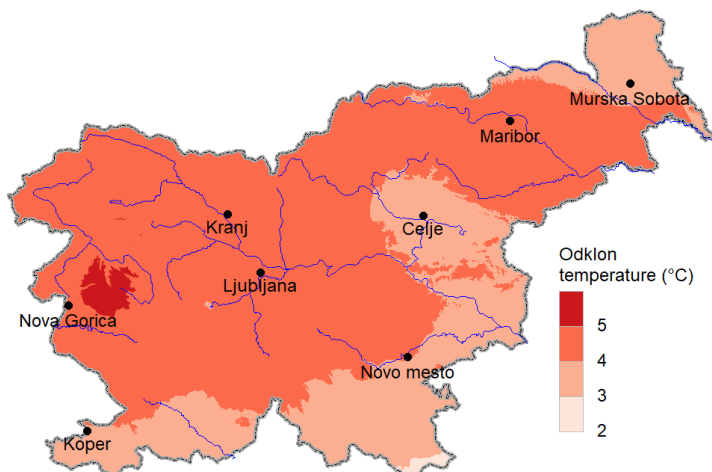 Murska Sobota
Maribor
Kranj
Celje
Ljubljana
Nova Gorica
Novo mesto
Koper
Odklon
temperature (°C)
5
4
3
2